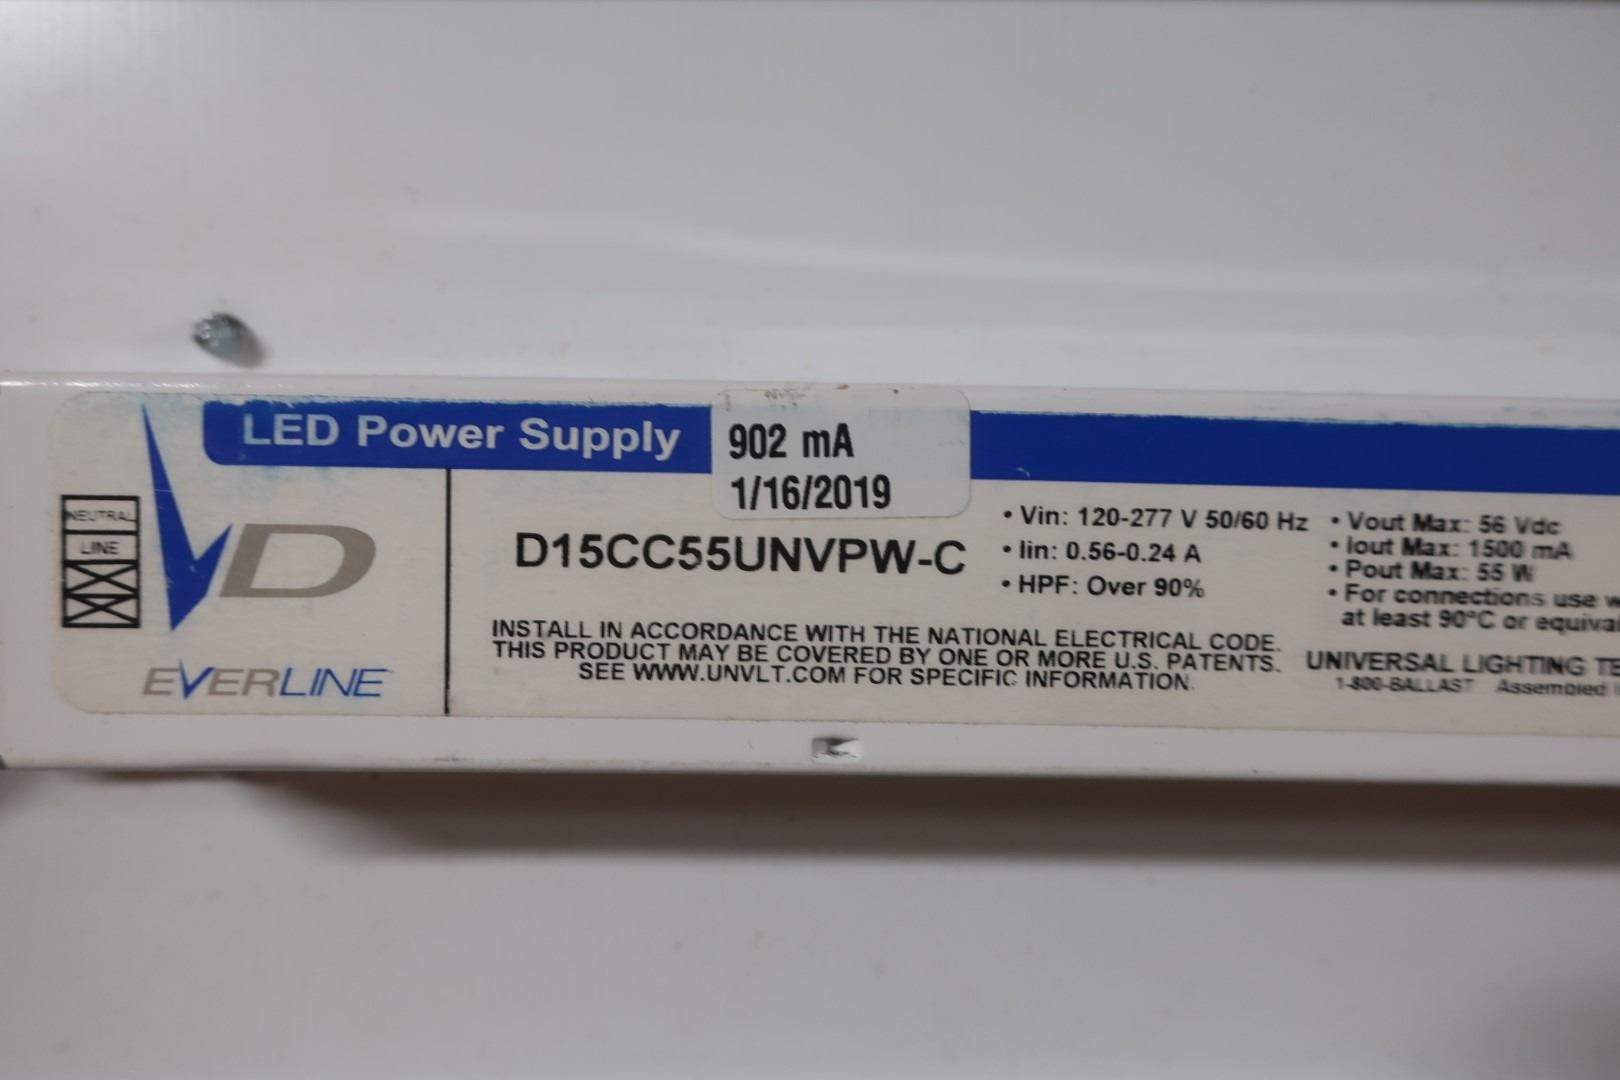 LED Power Supply
902 mA
1/16/2019
NEUTRAL
LINE
VD
EVERLINE
D15CC55UNVPW-C
• Vin: 120-277 V 50/60 Hz
• Iin: 0.56-0.24 A
• HPF: Over 90%
• Vout Max: 56 Vdc
• Iout Max: 1500 mA
• Pout Max: 55 W
• For connections use
at least 90°C or
INSTALL IN ACCORDANCE WITH THE NATIONAL ELECTRICAL CODE.
THIS PRODUCT MAY BE COVERED BY ONE OR MORE U.S. PATENTS.
SEE WWW.UNVLT.COM FOR SPECIFIC INFORMATION.
UNIVERSAL LIGHTING TE
1-800-BALLAST Assembled